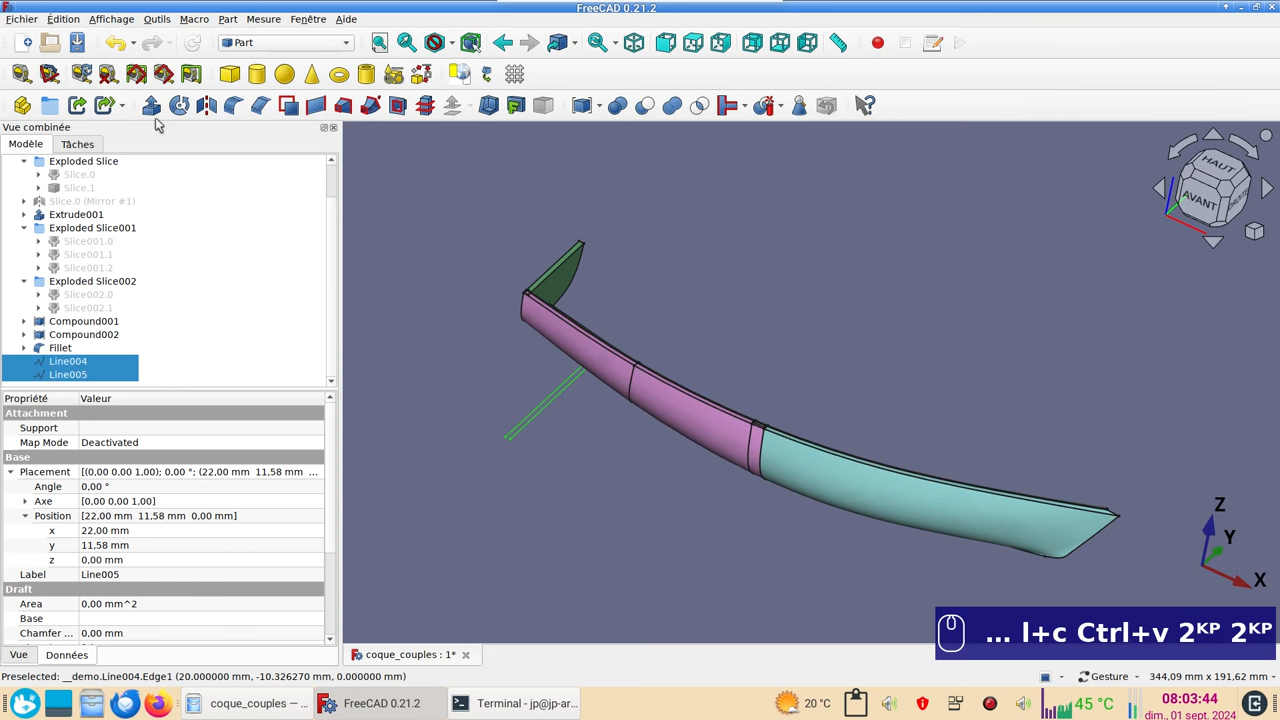 FreeCAD 0.21.2
Fichier Édition Affichage Outils Macro Part Mesure Fenêtre Aide
Part
Vue combinée
Modèle Tâches
Exploded Slice
Slice.0
Slice.1
Slice.0 (Mirror #1)
Extrude001
Exploded Slice001
Slice001.0
Slice001.1
Slice001.2
Exploded Slice002
Slice002.0
Slice002.1
Compound001
Compound002
Fillet
Line004
Line005
Propriété Valeur
Attachment
Support
Map Mode Deactivated
Base
Placement [(0,00 0,00 1,00); 0,00 °; (22,00 mm 11,58 mm ...
Angle 0,00 °
Axe [0,00 0,00 1,00]
Position [22,00 mm 11,58 mm 0,00 mm]
x 22,00 mm
y 11,58 mm
z 0,00 mm
Label Line005
Draft
Area 0,00 mm^2
Base
Chamfer ... 0,00 mm
Vue Données
HAUT
AVANT
Z
Y
X
... l+c Ctrl+v 2KP 2KP
coque_couples : 1*
Preselected: __demo.Line004.Edge1 (20.000000 mm, -10.326270 mm, 0.000000 mm)
Gesture
344,09 mm x 191,62 mm
coque_couples — ...
FreeCAD 0.21.2
Terminal - jp@jp-ar...
20 °C
45 °C
08:03:44
dim., 01 sept. 2024